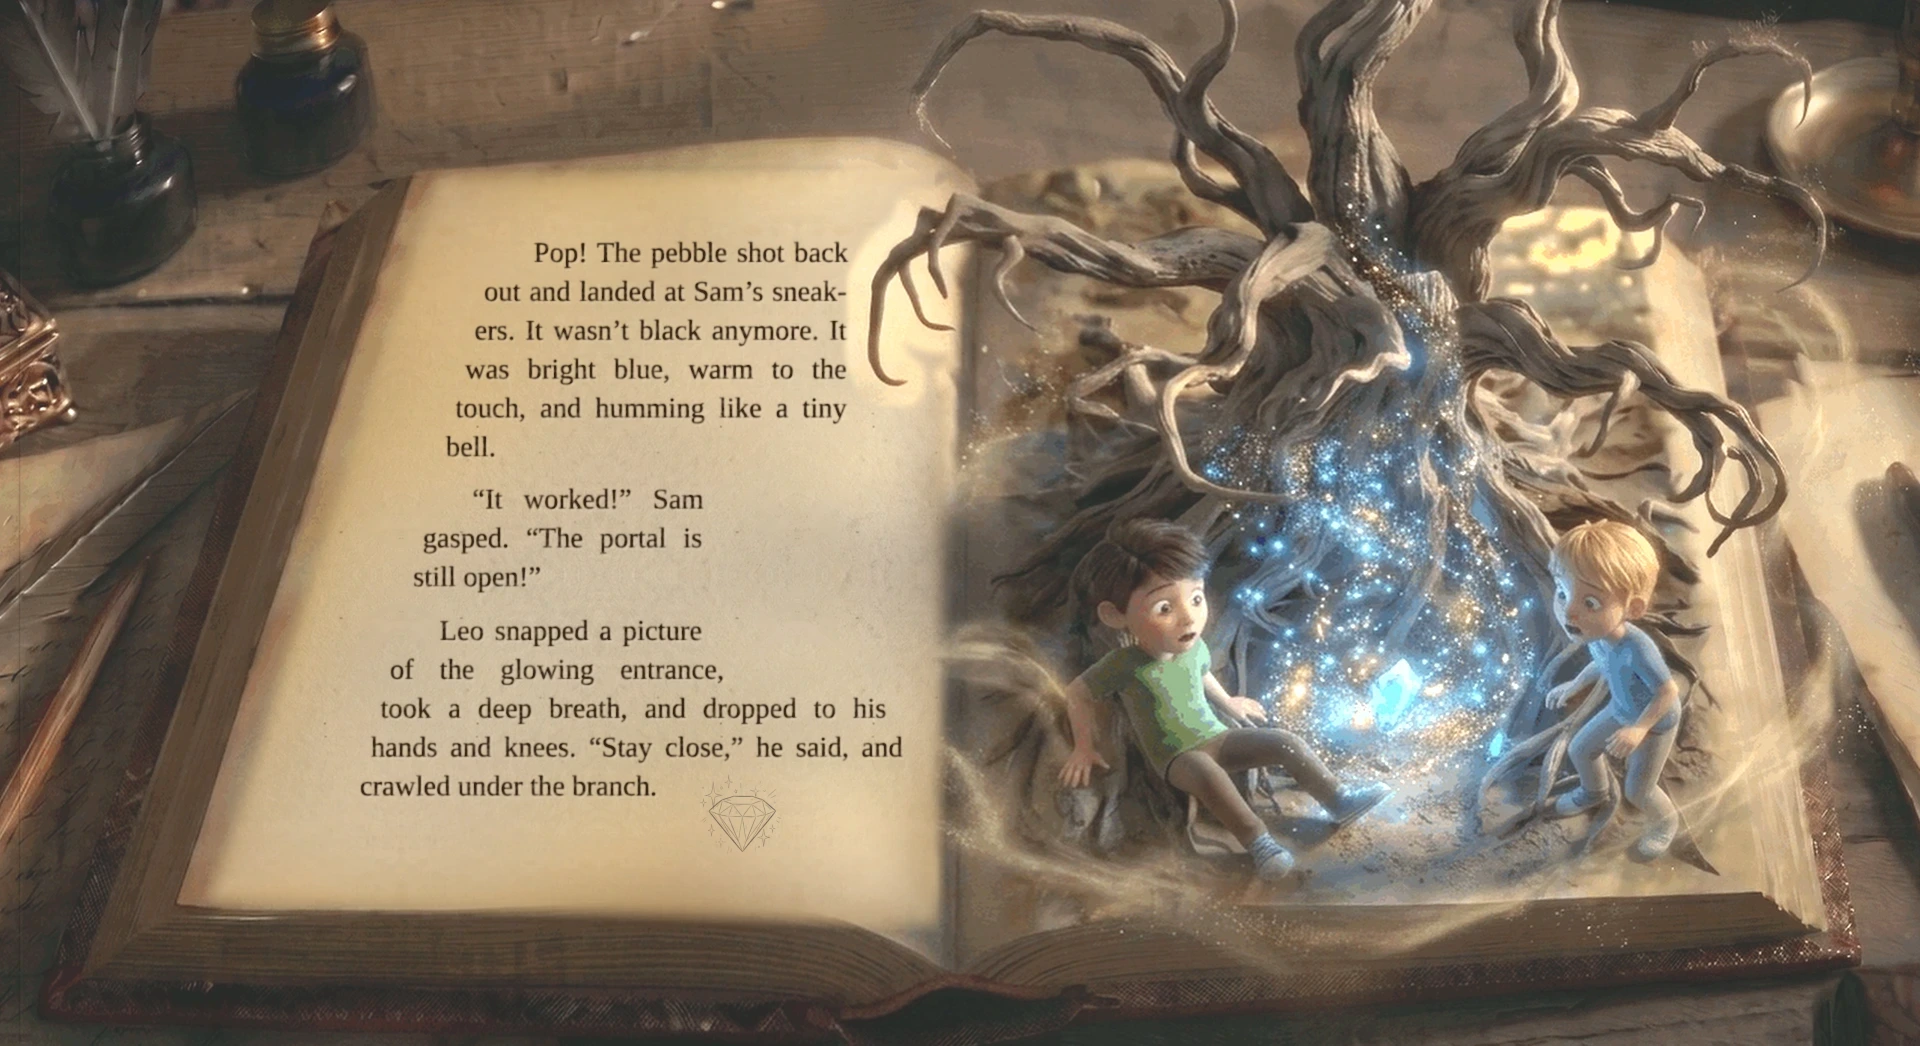 Pop! The pebble shot back
out and landed at Sam’s sneak-
ers. It wasn’t black anymore. It
was bright blue, warm to the
touch, and humming like a tiny
bell.
“It worked!” Sam
gasped. “The portal is
still open!”
Leo snapped a picture
of the glowing entrance,
took a deep breath, and dropped to his
hands and knees. “Stay close,” he said, and
crawled under the branch.